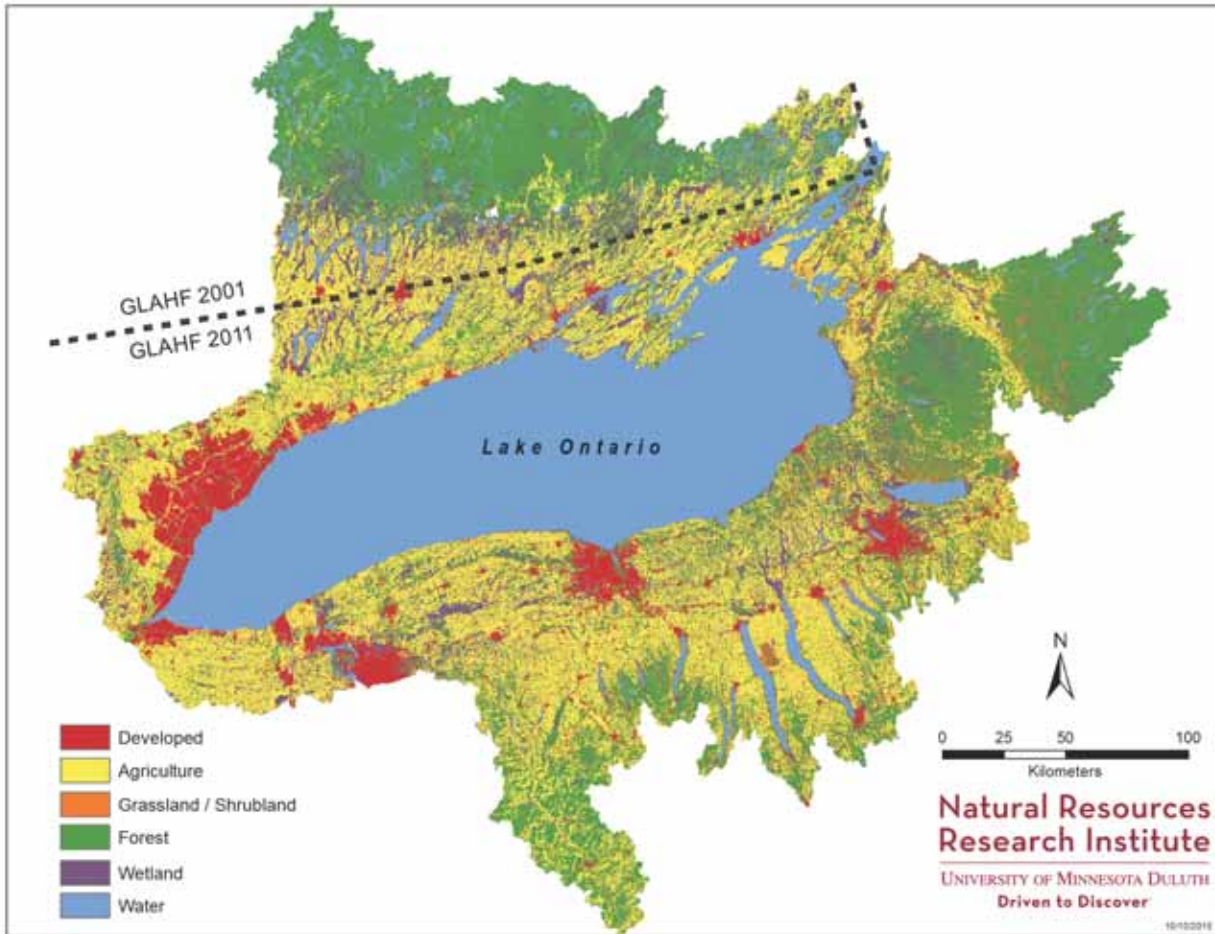 GLAHF 2001
GLAHF 2011
Lake Ontario
N
0 25 50 100
Kilometers
Developed
Agriculture
Grassland / Shrubland
Forest
Wetland
Water
Natural Resources
Research Institute
UNIVERSITY OF MINNESOTA DULUTH
Driven to Discover